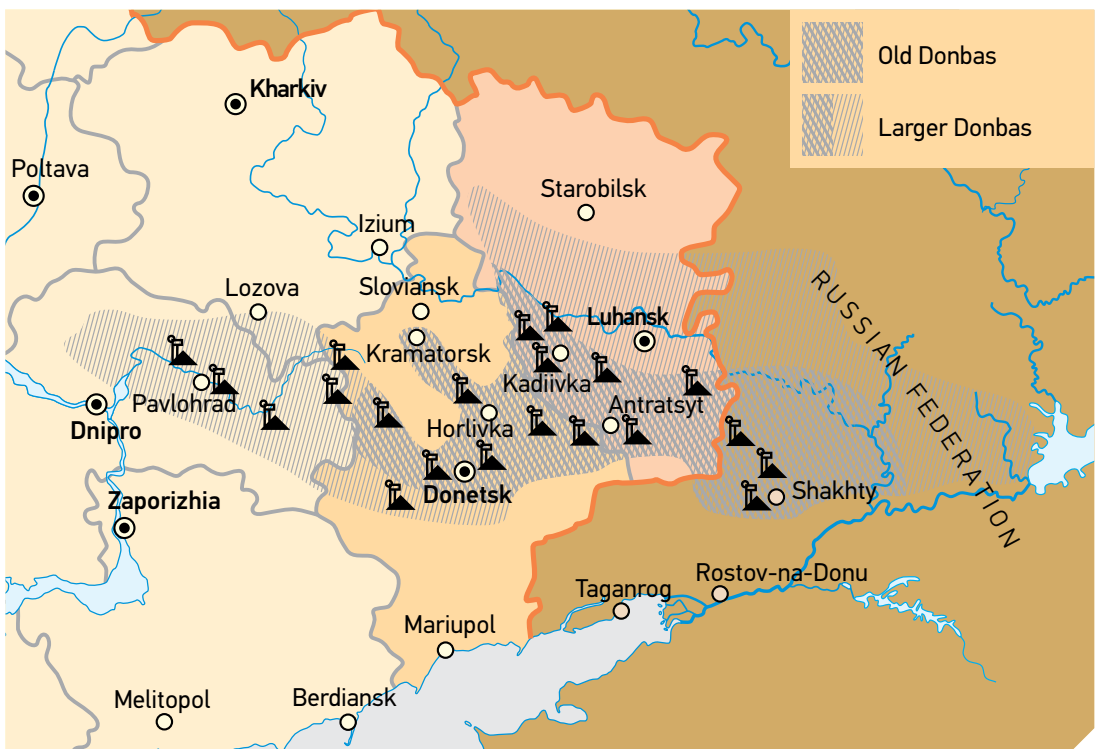 Old Donbas
Larger Donbas
Kharkiv
Poltava
Starobilsk
Izium
Lozova
Sloviansk
Luhansk
Kramatorsk
Kadiivka
Pavlohrad
Antratsyt
Horlivka
Dnipro
Donetsk
Shakhty
Zaporizhia
RUSSIAN FEDERATION
Rostov-na-Donu
Taganrog
Mariupol
Melitopol
Berdiansk